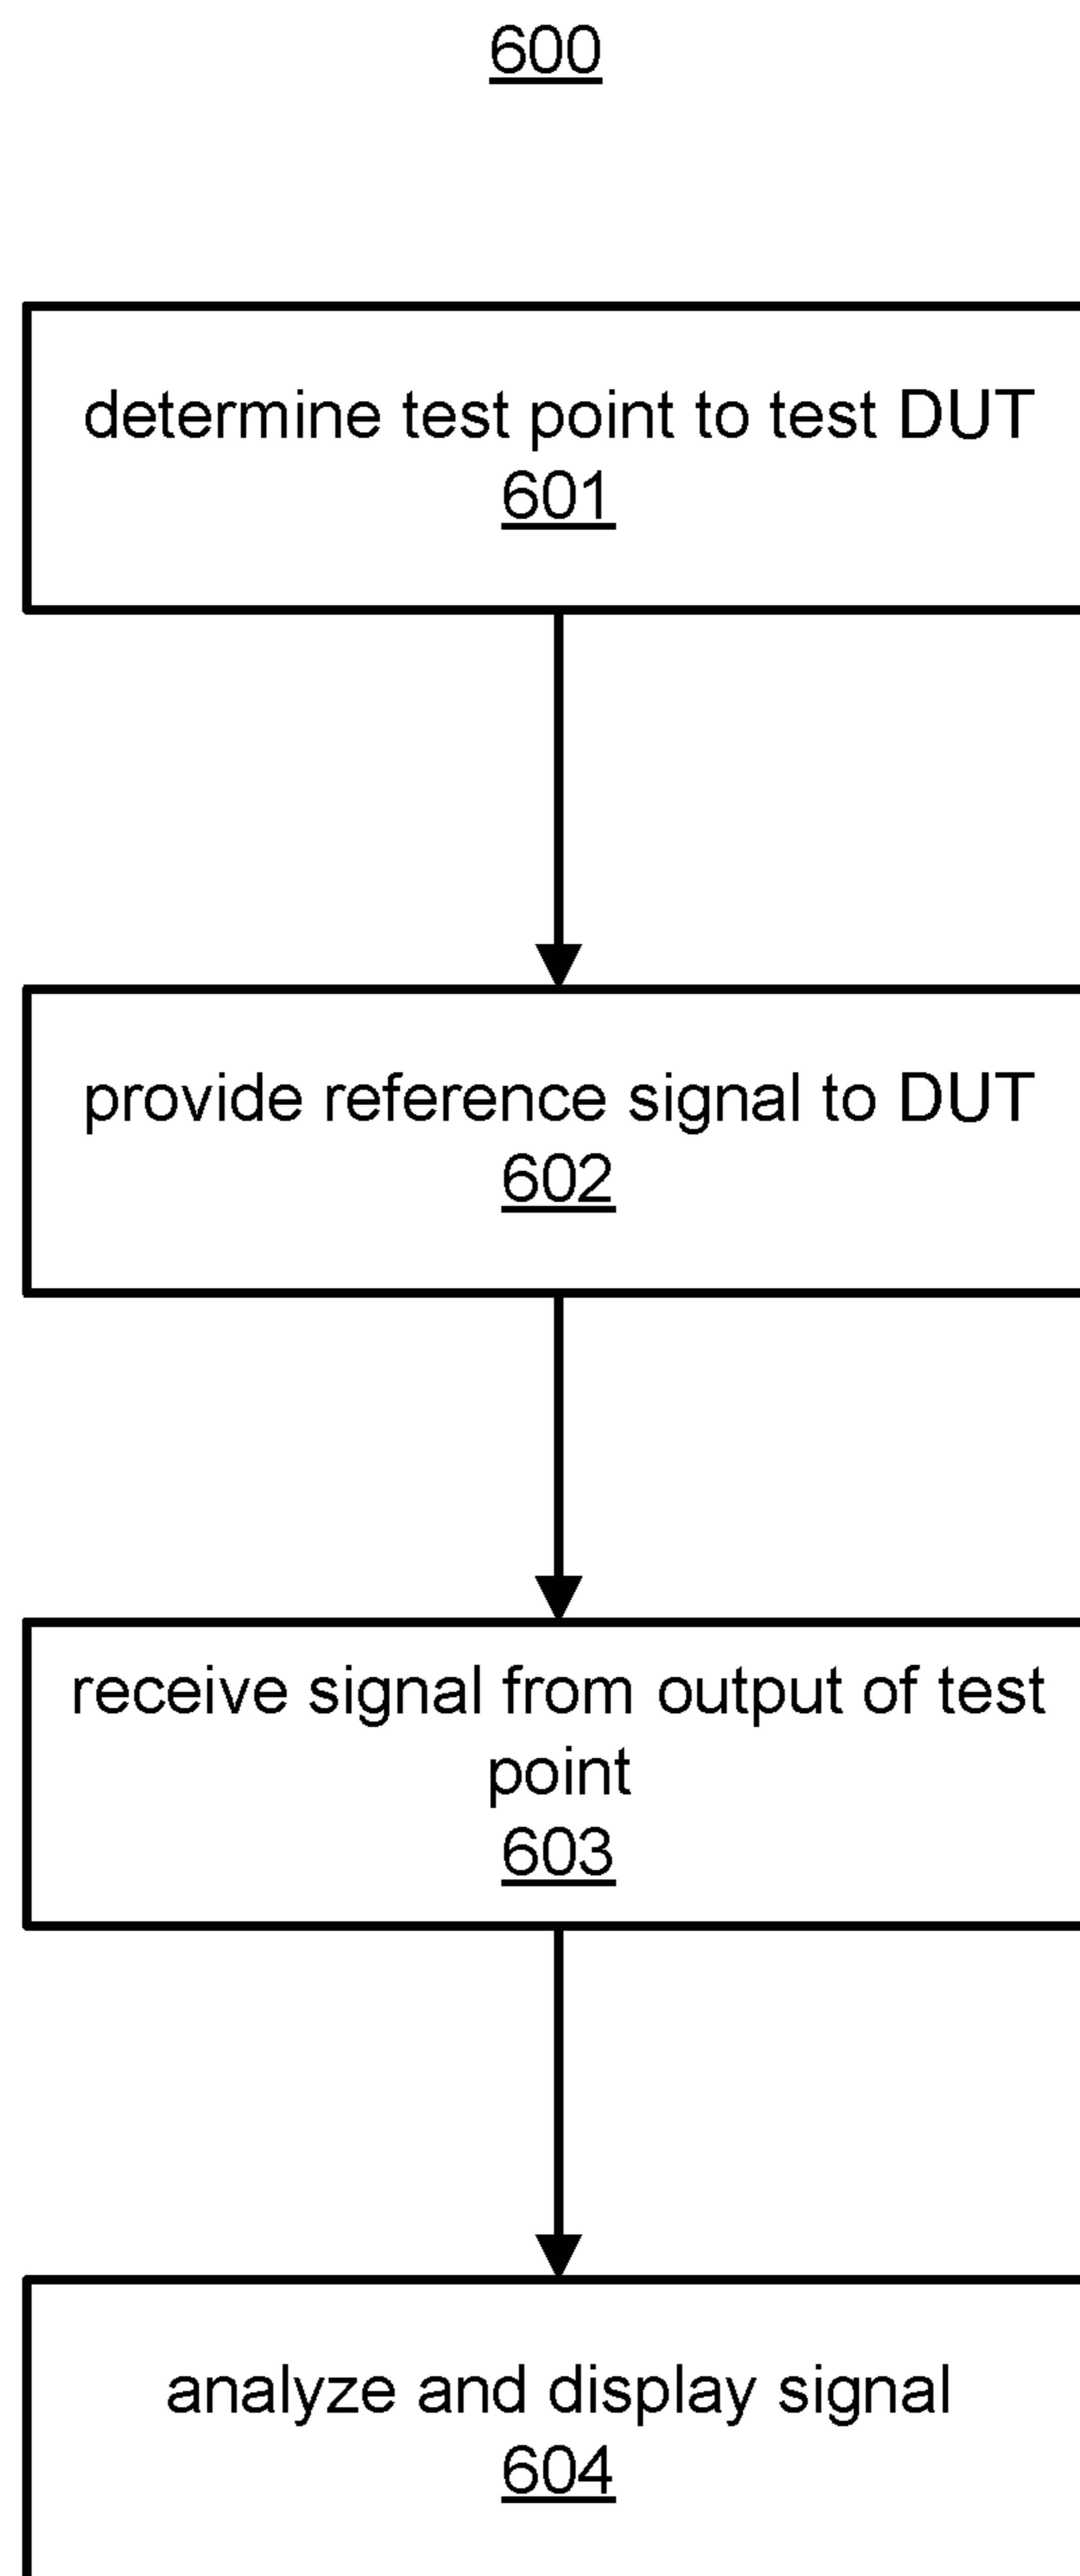 600
determine test point to test DUT
601
provide reference signal to DUT
602
receive signal from output of test
point
603
analyze and display signal
604